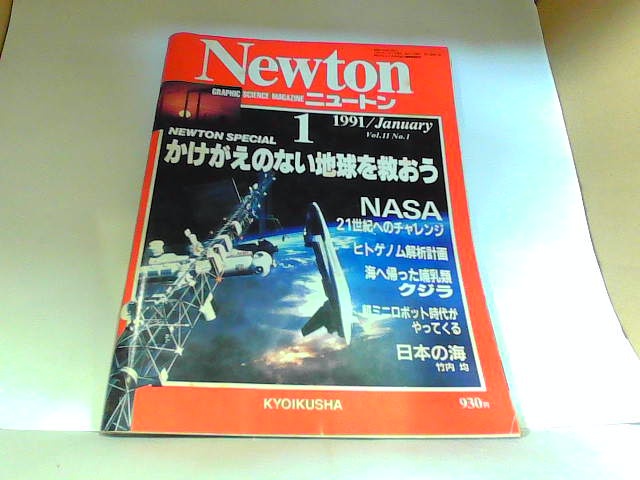 Newton
GRAPHIC SCIENCE MAGAZINE ニュートン
1 1991/January
Vol.11 No.1
NEWTON SPECIAL
かけがえのない地球を救おう
NASA
21世紀へのチャレンジ
ヒトゲノム解析計画
海へ帰った哺乳類
クジラ
超ミニロボット時代が
やってくる
日本の海
竹内 均
KYOIKUSHA
930円